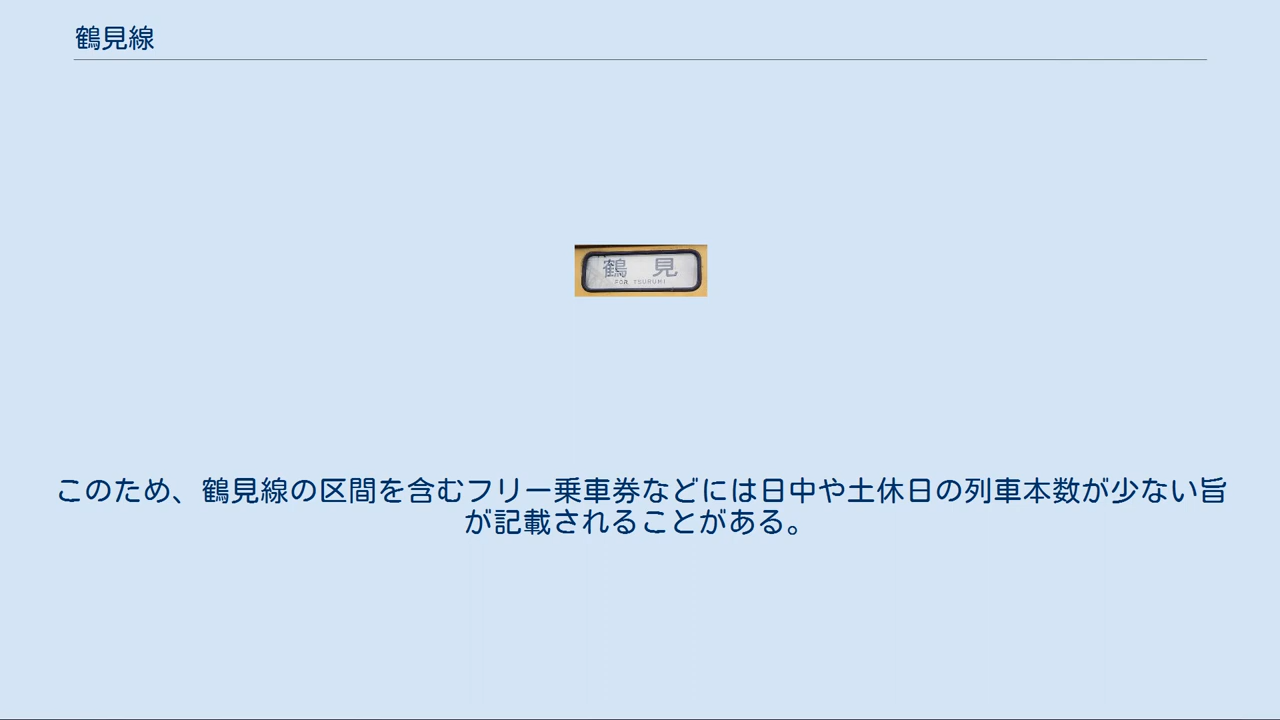 鶴見線
鶴 見
FOR TSURUMI
このため、鶴見線の区間を含むフリー乗車券などには日中や土休日の列車本数が少ない旨
が記載されることがある。